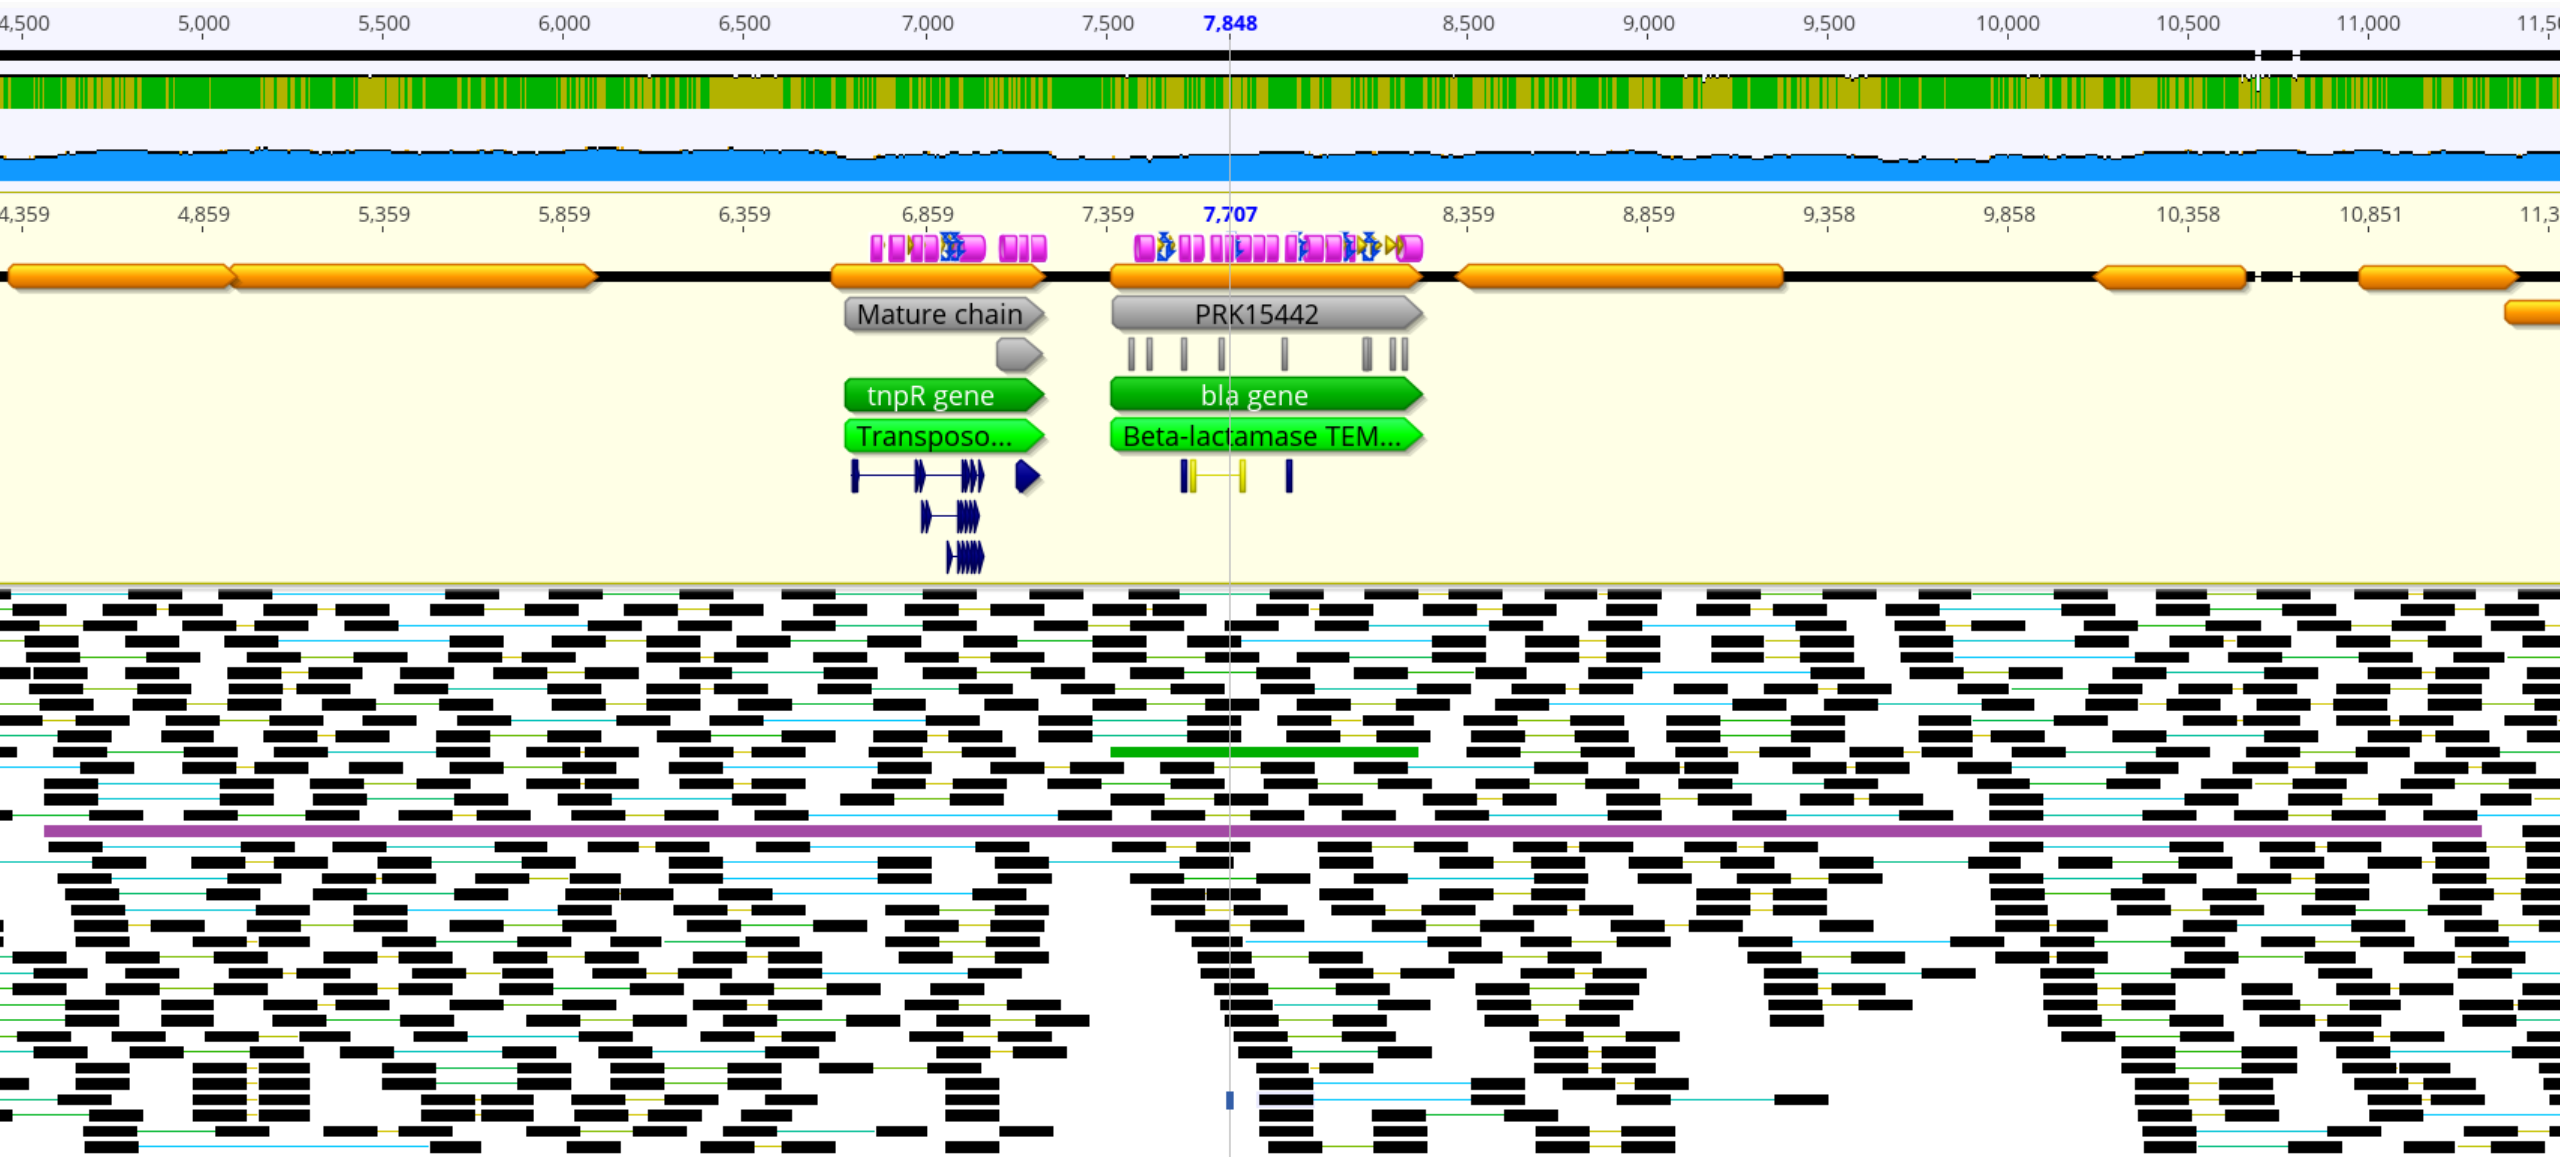 4,500 5,000 5,500 6,000 6,500 7,000 7,500 7,848 8,500 9,000 9,500 10,000 10,500 11,000
4,359 4,859 5,359 5,859 6,359 6,859 7,359 7,707 8,359 8,859 9,358 9,858 10,358 10,851
Mature chain PRK15442
tnpR gene bla gene
Transposo... Beta-lactamase TEM...